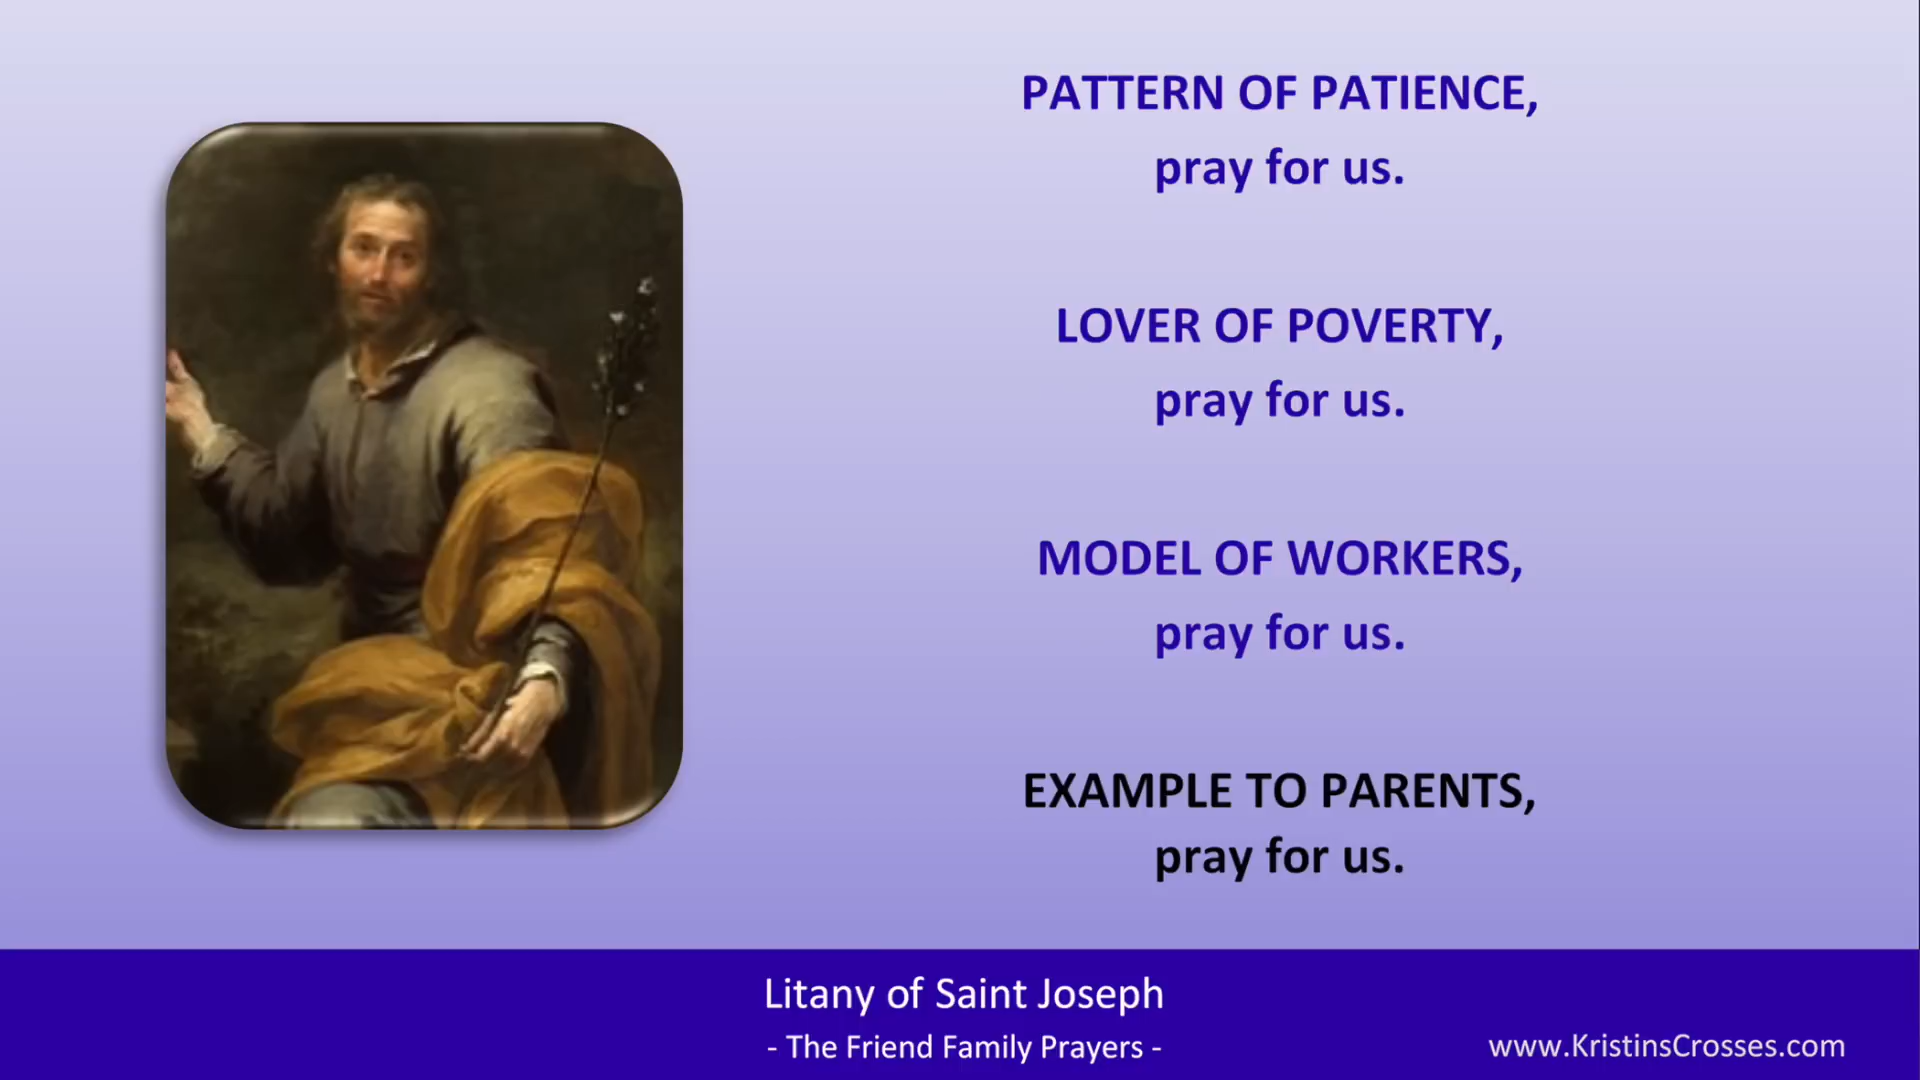 PATTERN OF PATIENCE,
pray for us.
LOVER OF POVERTY,
pray for us.
MODEL OF WORKERS,
pray for us.
EXAMPLE TO PARENTS,
pray for us.
Litany of Saint Joseph
- The Friend Family Prayers -
www.KristinsCrosses.com